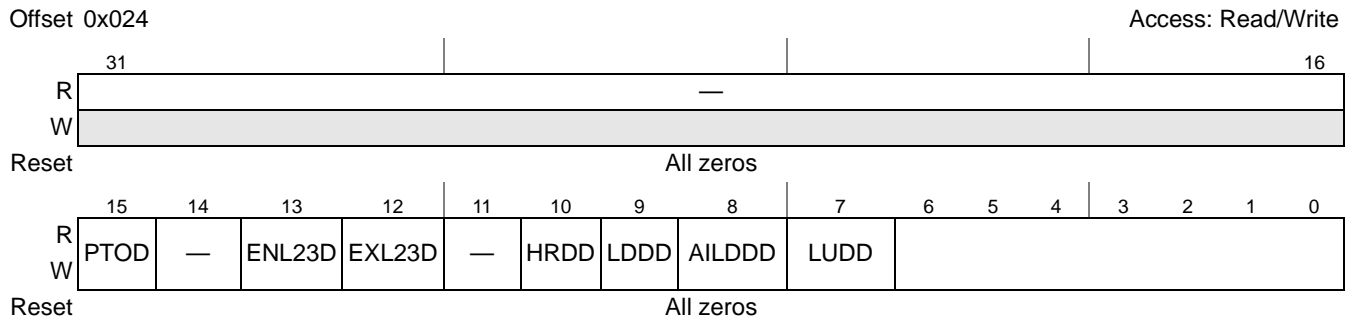 Offset 0x024 Access: Read/Write
31 16
R —
W
Reset All zeros
15 14 13 12 11 10 9 8 7 6 5 4 3 2 1 0
R
PTOD — ENL23D EXL23D — HRDD LDDD AILDDD LUDD
W
Reset All zeros